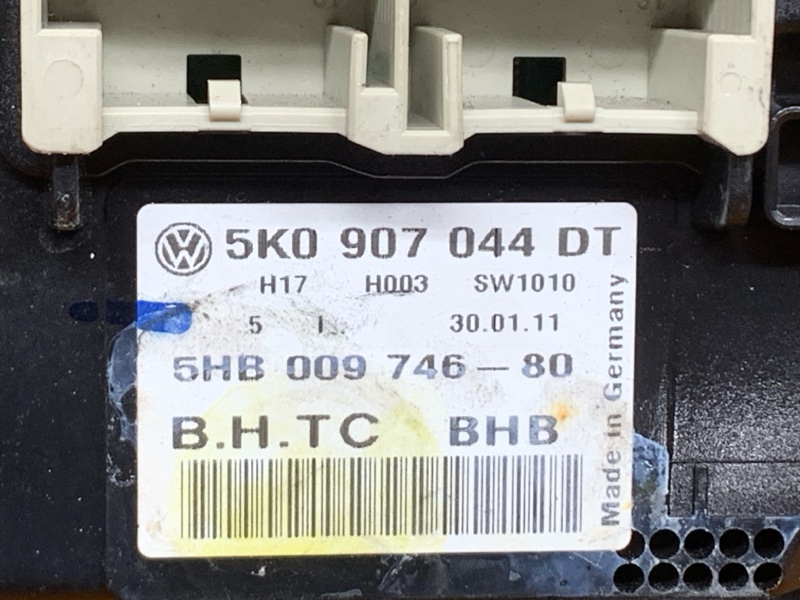 5K0 907 044 DT
H17 H003 SW1010
5 I 30.01.11
5HB 009 746-80
B.H.TC BHB
Made in Germany